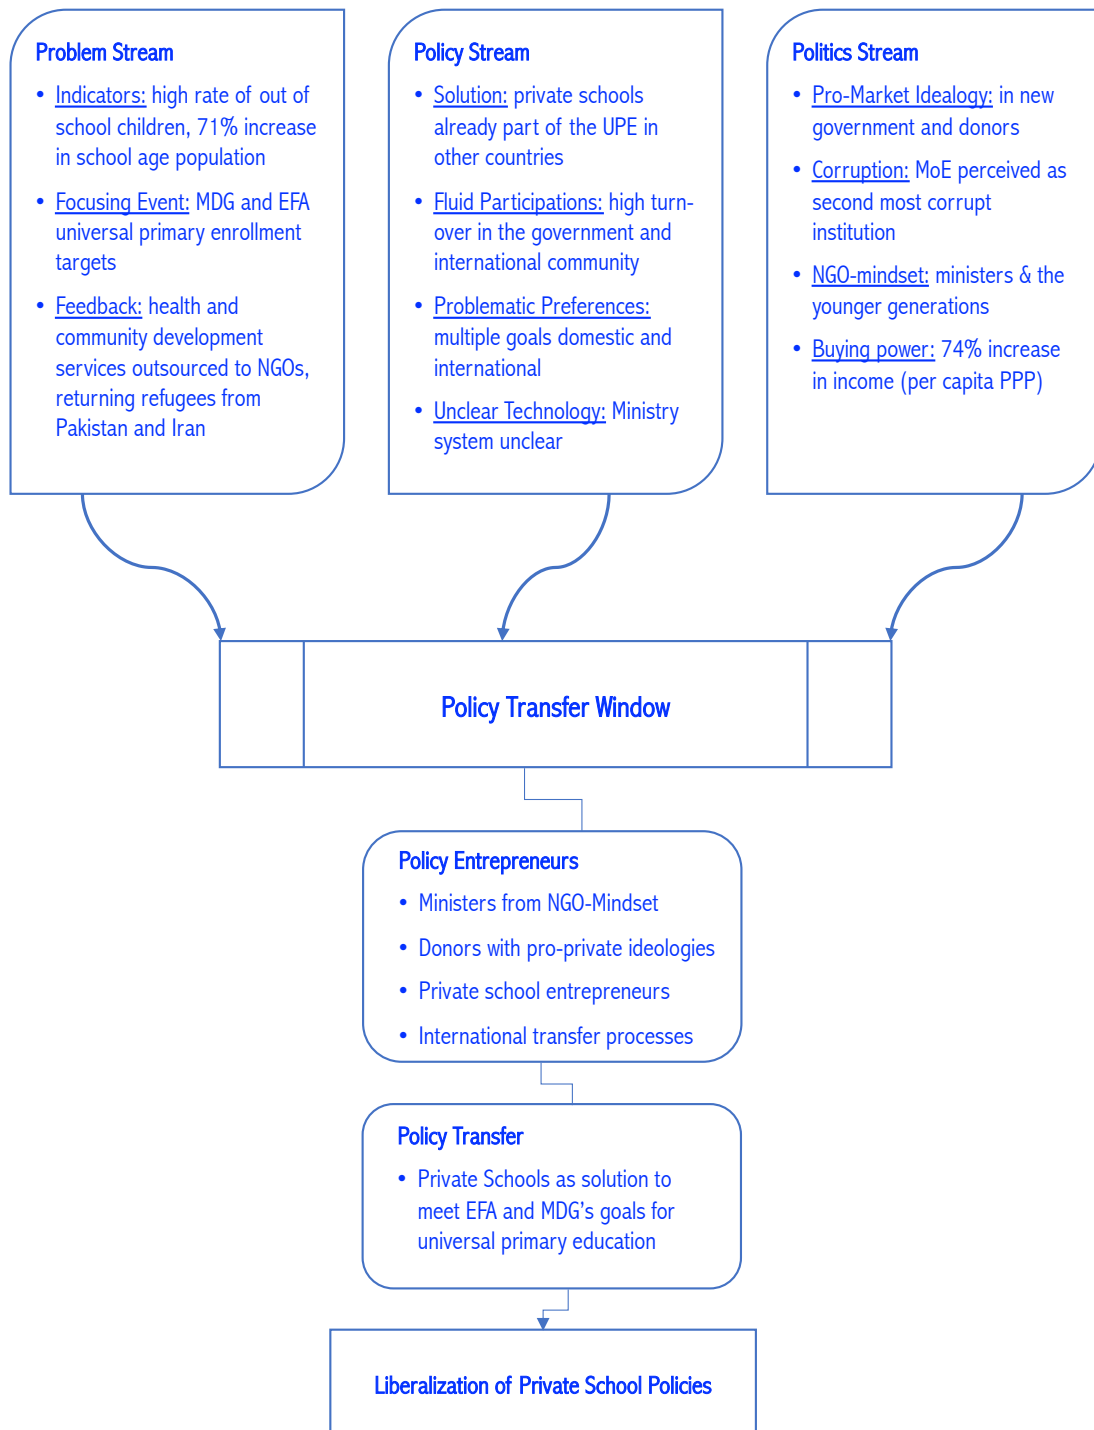 Problem Stream
• Indicators: high rate of out of
school children, 71% increase
in school age population
• Focusing Event: MDG and EFA
universal primary enrollment
targets
• Feedback: health and
community development
services outsourced to NGOs,
returning refugees from
Pakistan and Iran
Policy Stream
• Solution: private schools
already part of the UPE in
other countries
• Fluid Participations: high turn-
over in the government and
international community
• Problematic Preferences:
multiple goals domestic and
international
• Unclear Technology: Ministry
system unclear
Politics Stream
• Pro-Market Idealogy: in new
government and donors
• Corruption: MoE perceived as
second most corrupt
institution
• NGO-mindset: ministers & the
younger generations
• Buying power: 74% increase
in income (per capita PPP)
Policy Transfer Window
Policy Entrepreneurs
• Ministers from NGO-Mindset
• Donors with pro-private ideologies
• Private school entrepreneurs
• International transfer processes
Policy Transfer
• Private Schools as solution to
meet EFA and MDG's goals for
universal primary education
Liberalization of Private School Policies